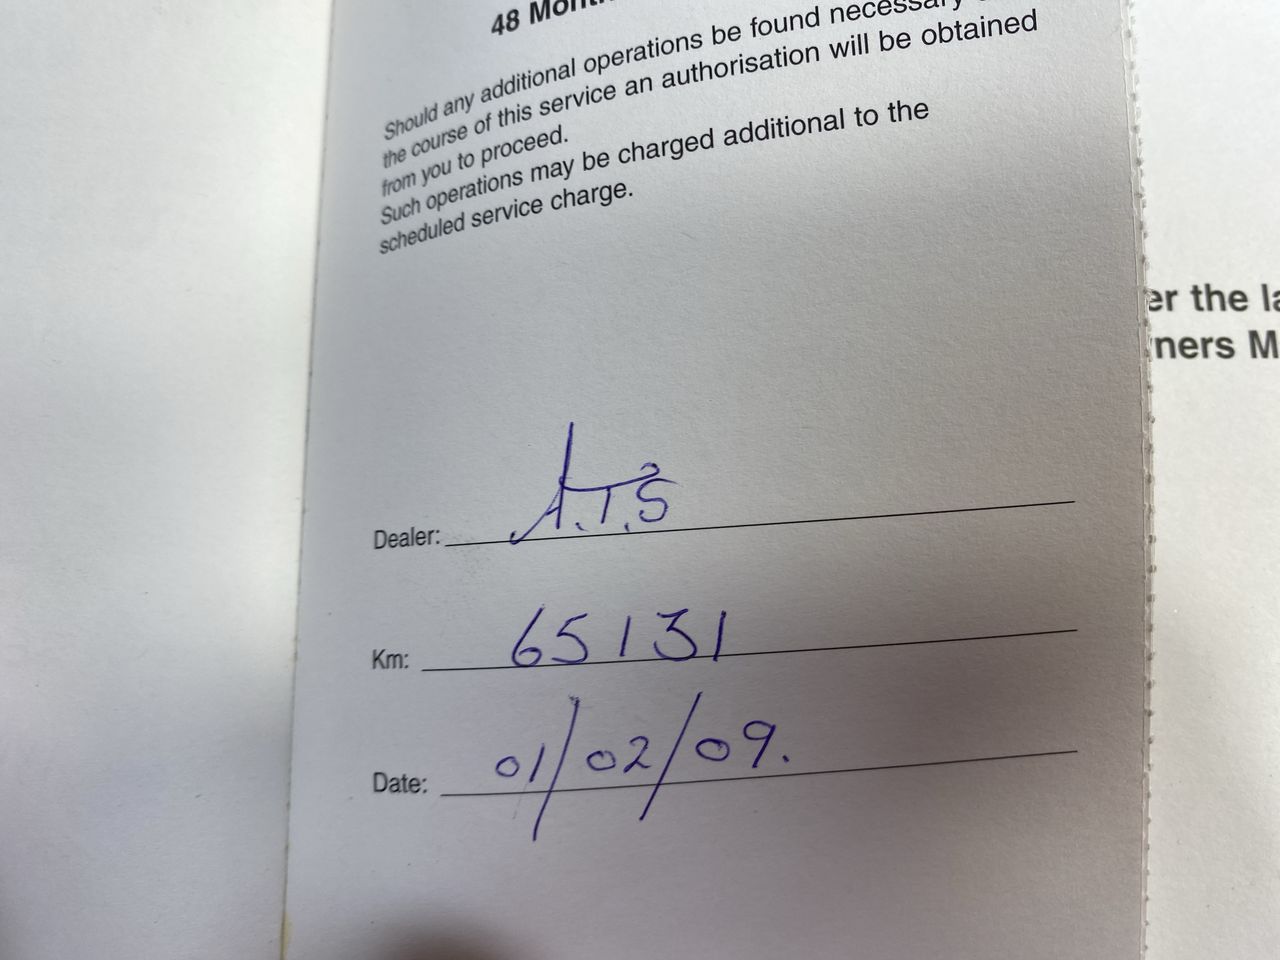 48
Should any additional operations be found necessary
the course of this service an authorisation will be obtained
from you to proceed.
Such operations may be charged additional to the
scheduled service charge.
er the la
ners M
Dealer: A.T.S
Km: 65131
Date: 01/02/09.